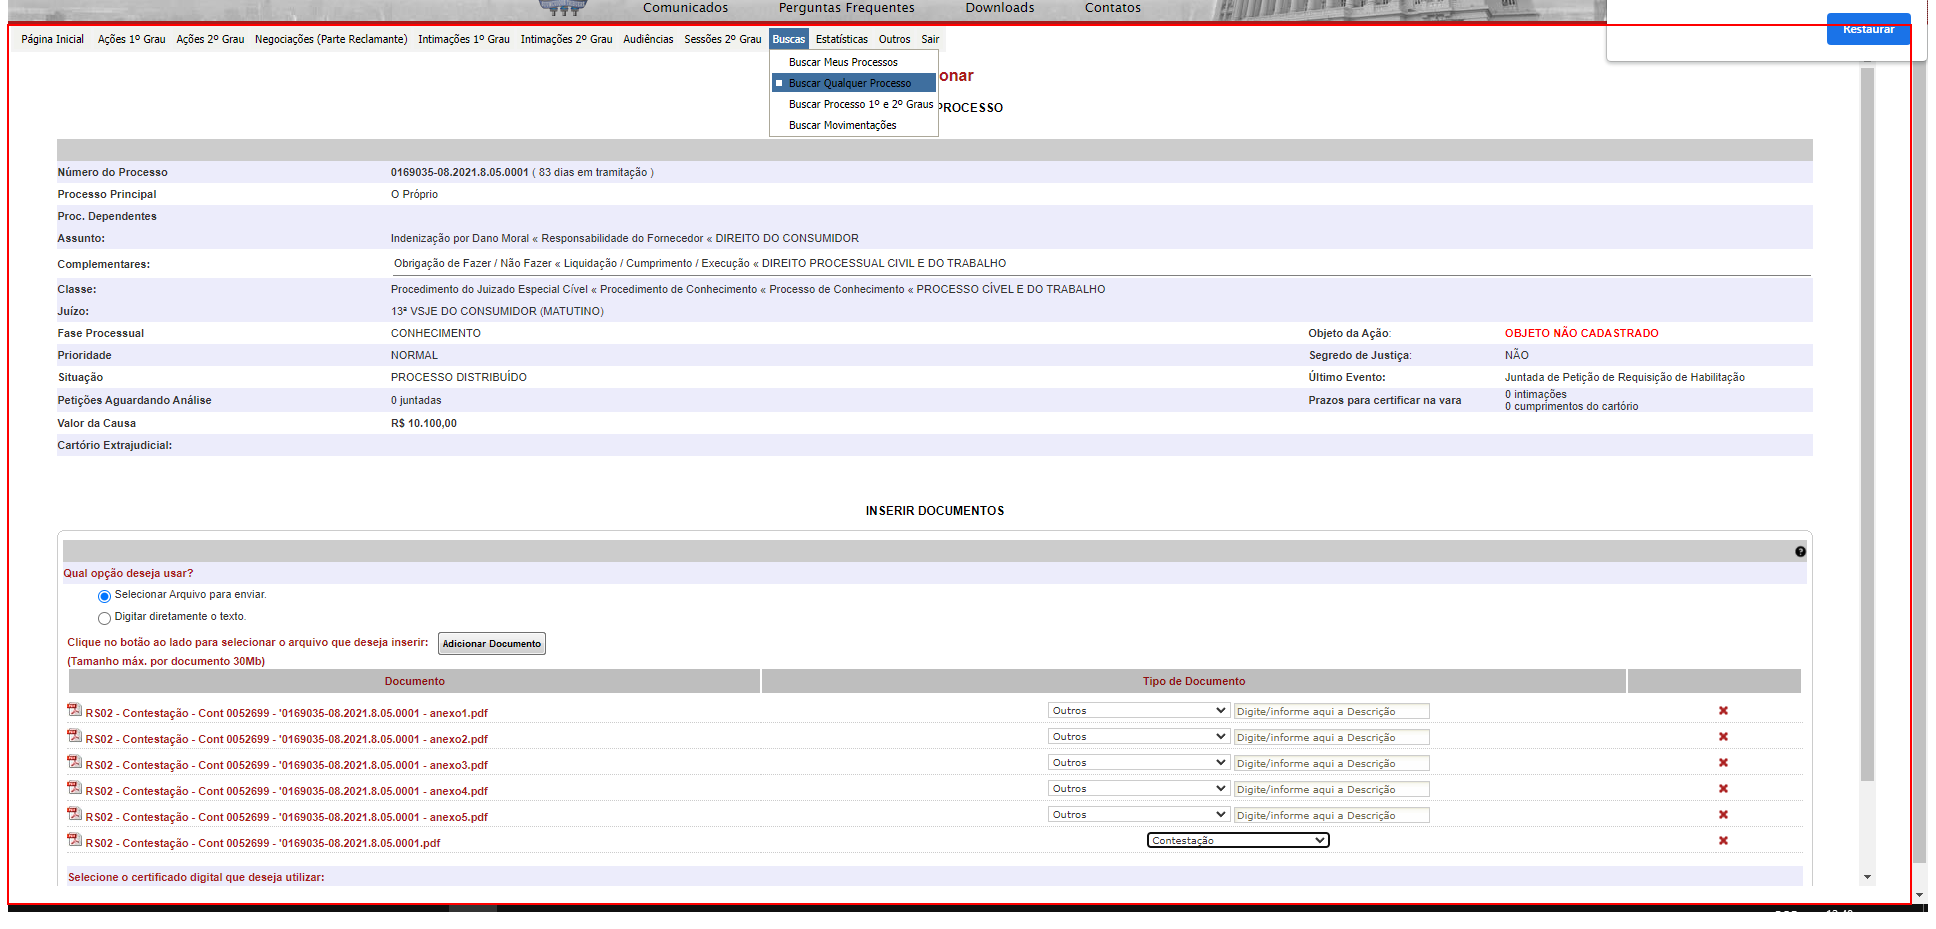 Comunicados Perguntas Frequentes Downloads Contatos
Restaurar
Página Inicial Ações 1º Grau Ações 2º Grau Negociações (Parte Reclamante) Intimações 1º Grau Intimações 2º Grau Audiências Sessões 2º Grau Buscas Estatísticas Outros Sair
Buscar Meus Processos
onar
Buscar Qualquer Processo
Buscar Processo 1º e 2º Graus
PROCESSO
Buscar Movimentações
Número do Processo 0169035-08.2021.8.05.0001 ( 83 dias em tramitação )
Processo Principal O Próprio
Proc. Dependentes
Assunto: Indenização por Dano Moral « Responsabilidade do Fornecedor « DIREITO DO CONSUMIDOR
Complementares: Obrigação de Fazer / Não Fazer « Liquidação / Cumprimento / Execução « DIREITO PROCESSUAL CIVIL E DO TRABALHO
Classe: Procedimento do Juizado Especial Cível « Procedimento de Conhecimento « Processo de Conhecimento « PROCESSO CÍVEL E DO TRABALHO
Juízo: 13ª VSJE DO CONSUMIDOR (MATUTINO)
Fase Processual CONHECIMENTO Objeto da Ação: OBJETO NÃO CADASTRADO
Prioridade NORMAL Segredo de Justiça: NÃO
Situação PROCESSO DISTRIBUÍDO Último Evento: Juntada de Petição de Requisição de Habilitação
Petições Aguardando Análise 0 juntadas Prazos para certificar na vara 0 intimações
0 cumprimentos do cartório
Valor da Causa R$ 10.100,00
Cartório Extrajudicial:
INSERIR DOCUMENTOS
Qual opção deseja usar?
Selecionar Arquivo para enviar.
Digitar diretamente o texto.
Clique no botão ao lado para selecionar o arquivo que deseja inserir: Adicionar Documento
(Tamanho máx. por documento 30Mb)
Documento Tipo de Documento
RS02 - Contestação - Cont 0052699 - '0169035-08.2021.8.05.0001 - anexo1.pdf Outros Digite/informe aqui a Descrição
RS02 - Contestação - Cont 0052699 - '0169035-08.2021.8.05.0001 - anexo2.pdf Outros Digite/informe aqui a Descrição
RS02 - Contestação - Cont 0052699 - '0169035-08.2021.8.05.0001 - anexo3.pdf Outros Digite/informe aqui a Descrição
RS02 - Contestação - Cont 0052699 - '0169035-08.2021.8.05.0001 - anexo4.pdf Outros Digite/informe aqui a Descrição
RS02 - Contestação - Cont 0052699 - '0169035-08.2021.8.05.0001 - anexo5.pdf Outros Digite/informe aqui a Descrição
RS02 - Contestação - Cont 0052699 - '0169035-08.2021.8.05.0001.pdf Contestação
Selecione o certificado digital que deseja utilizar: